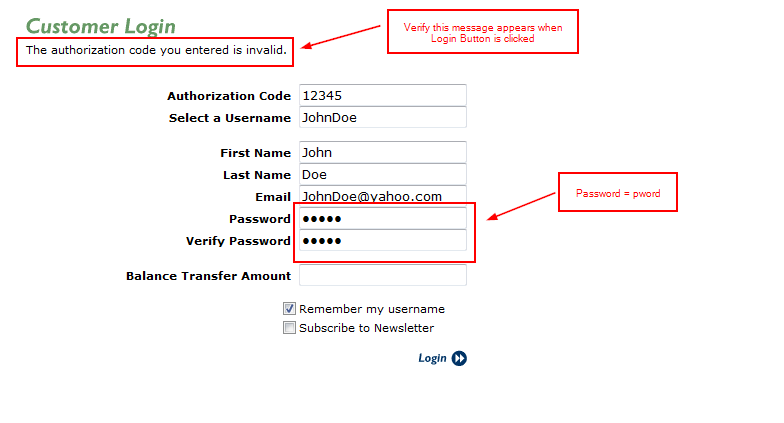 Customer Login
The authorization code you entered is invalid.
Verify this message appears when
Login Button is clicked
Authorization Code 12345
Select a Username JohnDoe
First Name John
Last Name Doe
Email JohnDoe@yahoo.com
Password ●●●●●
Password = pword
Verify Password ●●●●●
Balance Transfer Amount
Remember my username
Subscribe to Newsletter
Login